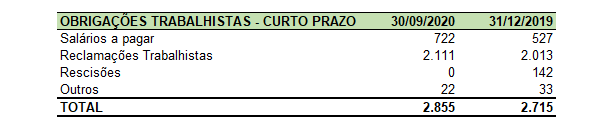 OBRIGAÇÕES TRABALHISTAS - CURTO PRAZO 30/09/2020 31/12/2019
Salários a pagar 722 527
Reclamações Trabalhistas 2.111 2.013
Rescisões 0 142
Outros 22 33
TOTAL 2.855 2.715